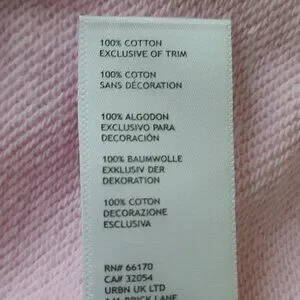 100% COTTON
EXCLUSIVE OF TRIM
100% COTON
SANS DÉCORATION
100% ALGODON
EXCLUSIVO PARA
DECORACIÓN
100% BAUMWOLLE
EXKLUSIV DER
DEKORATION
100% COTON
DECORAZIONE
ESCLUSIVA
RN# 66170
CA# 32054
URBN UK LTD
BRICK LANE